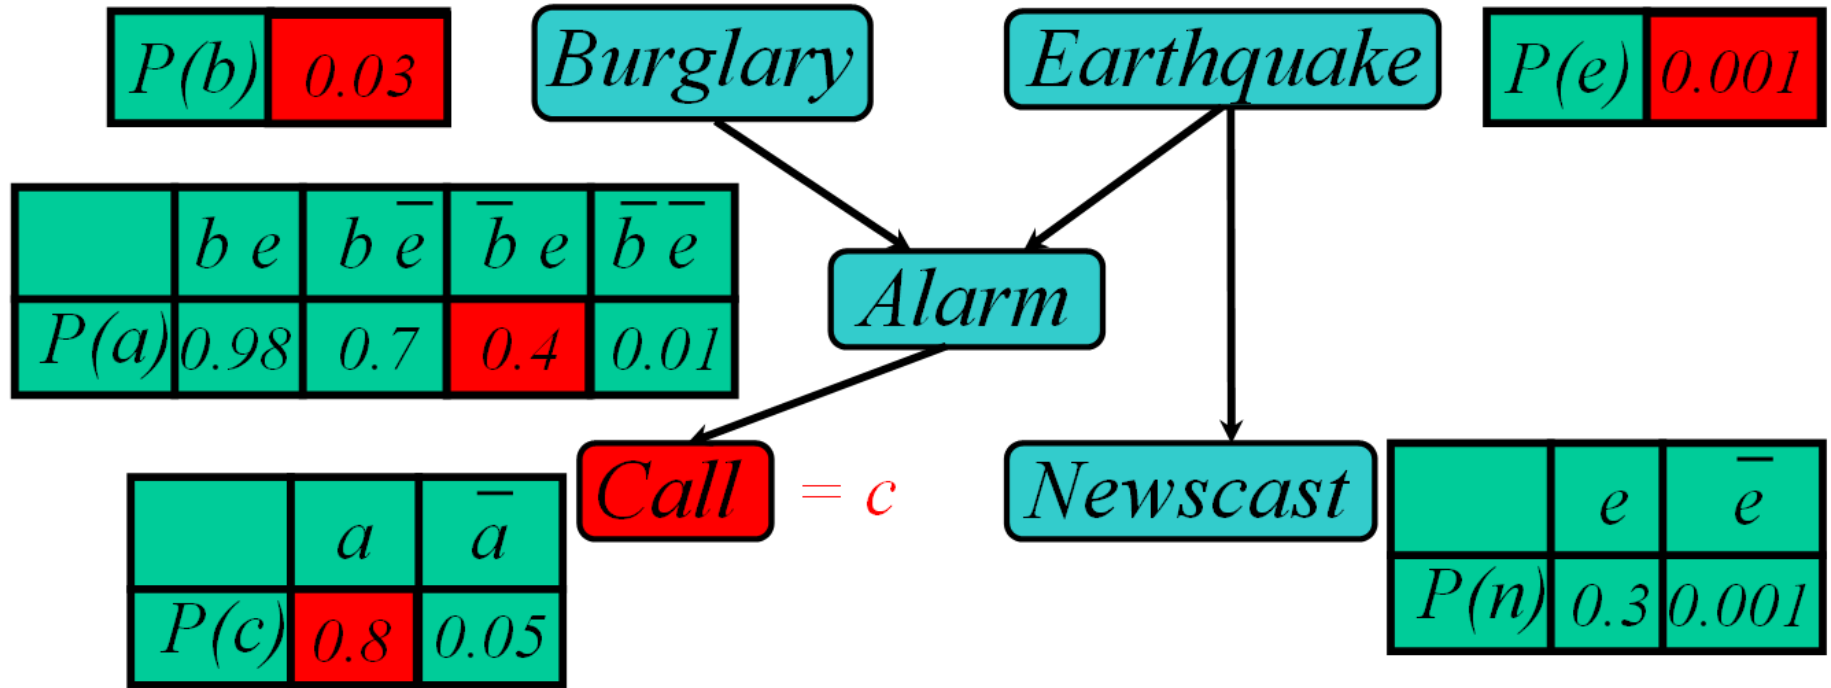 P(b) 0.03
Burglary
Earthquake
P(e) 0.001
b e b e̅ b̅ e b̅ e̅
P(a) 0.98 0.7 0.4 0.01
Alarm
Call = c
Newscast
a a̅
P(c) 0.8 0.05
e e̅
P(n) 0.3 0.001